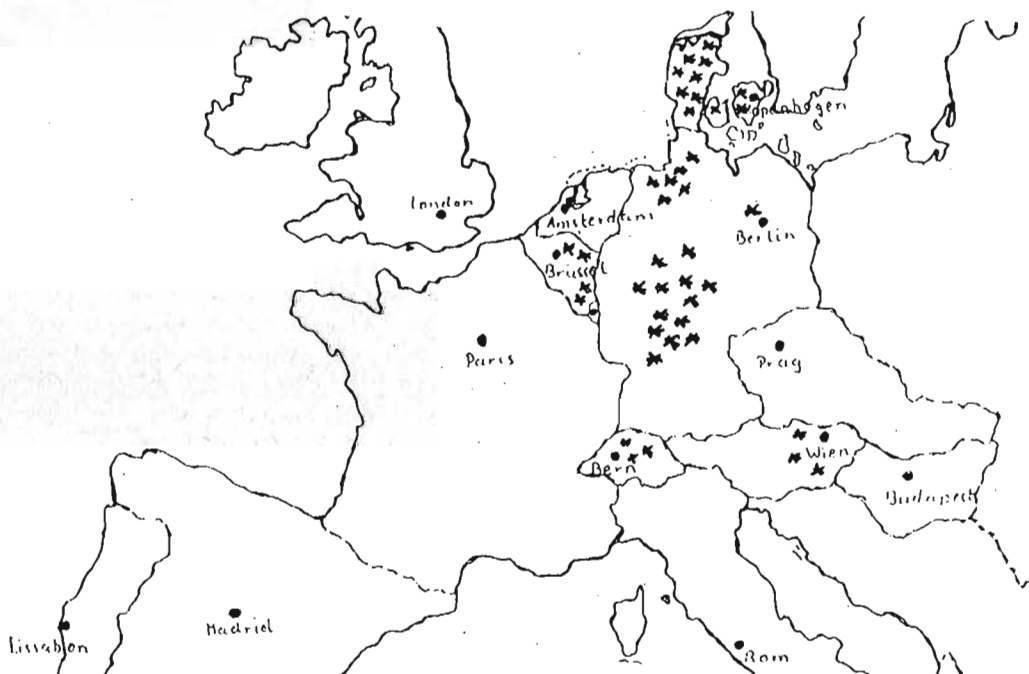 Kopenhagen
London
Amsterdam
Berlin
Brüssel
Paris
Prag
Wien
Bern
Budapest
Lissabon
Madrid
Rom